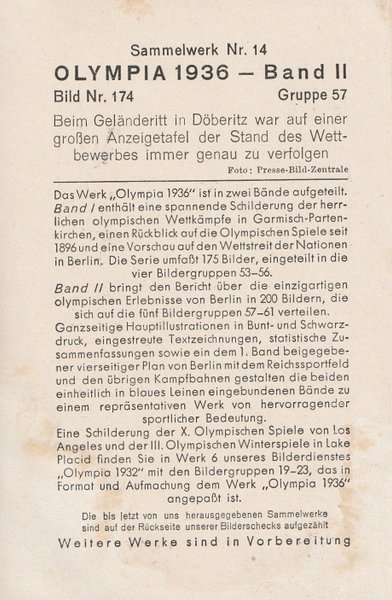 Sammelwerk Nr. 14
OLYMPIA 1936 — Band II
Bild Nr. 174 Gruppe 57
Beim Geländeritt in Döberitz war auf einer
großen Anzeigetafel der Stand des Wett-
bewerbes immer genau zu verfolgen
Foto: Presse-Bild-Zentrale
Das Werk „Olympia 1936" ist in zwei Bände aufgeteilt.
Band I enthält eine spannende Schilderung der herr-
lichen olympischen Wettkämpfe in Garmisch-Parten-
kirchen, einen Rückblick auf die Olympischen Spiele seit
1896 und eine Vorschau auf den Wettstreit der Nationen
in Berlin. Die Serie umfaßt 175 Bilder, eingeteilt in die
vier Bildergruppen 53–56.
Band II bringt den Bericht über die einzigartigen
olympischen Erlebnisse von Berlin in 200 Bildern, die
sich auf die fünf Bildergruppen 57–61 verteilen.
Ganzseitige Hauptillustrationen in Bunt- und Schwarz-
druck, eingestreute Textzeichnungen, statistische Zu-
sammenfassungen sowie ein dem 1. Band beigegebe-
ner vierseitiger Plan von Berlin mit dem Reichssportfeld
und den übrigen Kampfbahnen gestalten die beiden
einheitlich in blaues Leinen eingebundenen Bände zu
einem repräsentativen Werk von hervorragender
sportlicher Bedeutung.
Eine Schilderung der X. Olympischen Spiele von Los
Angeles und der III. Olympischen Winterspiele in Lake
Placid finden Sie in Werk 6 unseres Bilderdienstes
„Olympia 1932" mit den Bildergruppen 19–23, das in
Format und Aufmachung dem Werk „Olympia 1936"
angepaßt ist.
Die bis jetzt von uns herausgegebenen Sammelwerke
sind auf der Rückseite unserer Bilderschecks aufgezählt
Weitere Werke sind in Vorbereitung